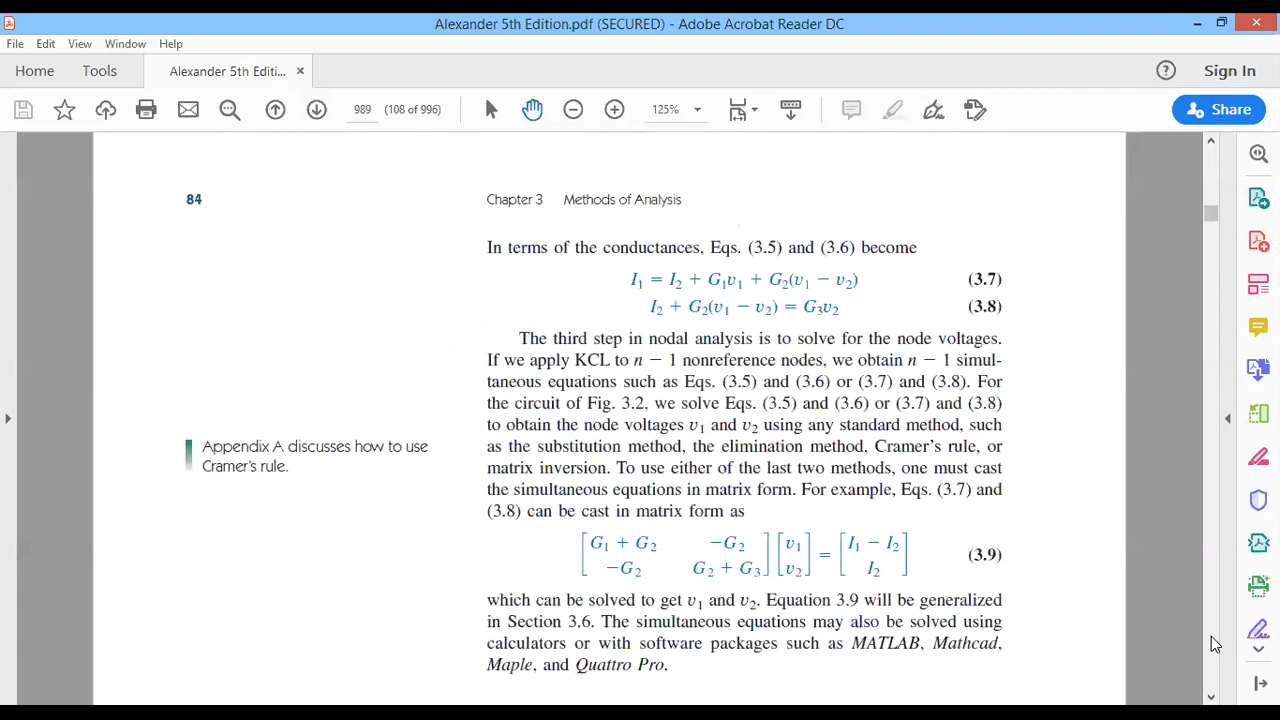 Alexander 5th Edition.pdf (SECURED) - Adobe Acrobat Reader DC
File Edit View Window Help
Home Tools Alexander 5th Editi... × Sign In
989 (108 of 996) 125% Share
84 Chapter 3 Methods of Analysis
In terms of the conductances, Eqs. (3.5) and (3.6) become
I₁ = I₂ + G₁v₁ + G₂(v₁ − v₂) (3.7)
I₂ + G₂(v₁ − v₂) = G₃v₂ (3.8)
The third step in nodal analysis is to solve for the node voltages.
If we apply KCL to n − 1 nonreference nodes, we obtain n − 1 simul-
taneous equations such as Eqs. (3.5) and (3.6) or (3.7) and (3.8). For
the circuit of Fig. 3.2, we solve Eqs. (3.5) and (3.6) or (3.7) and (3.8)
to obtain the node voltages v₁ and v₂ using any standard method, such
as the substitution method, the elimination method, Cramer's rule, or
matrix inversion. To use either of the last two methods, one must cast
the simultaneous equations in matrix form. For example, Eqs. (3.7) and
(3.8) can be cast in matrix form as
Appendix A discusses how to use
Cramer's rule.
[G₁ + G₂ −G₂] [v₁] = [I₁ − I₂]
[−G₂ G₂ + G₃] [v₂] [I₂] (3.9)
which can be solved to get v₁ and v₂. Equation 3.9 will be generalized
in Section 3.6. The simultaneous equations may also be solved using
calculators or with software packages such as MATLAB, Mathcad,
Maple, and Quattro Pro.